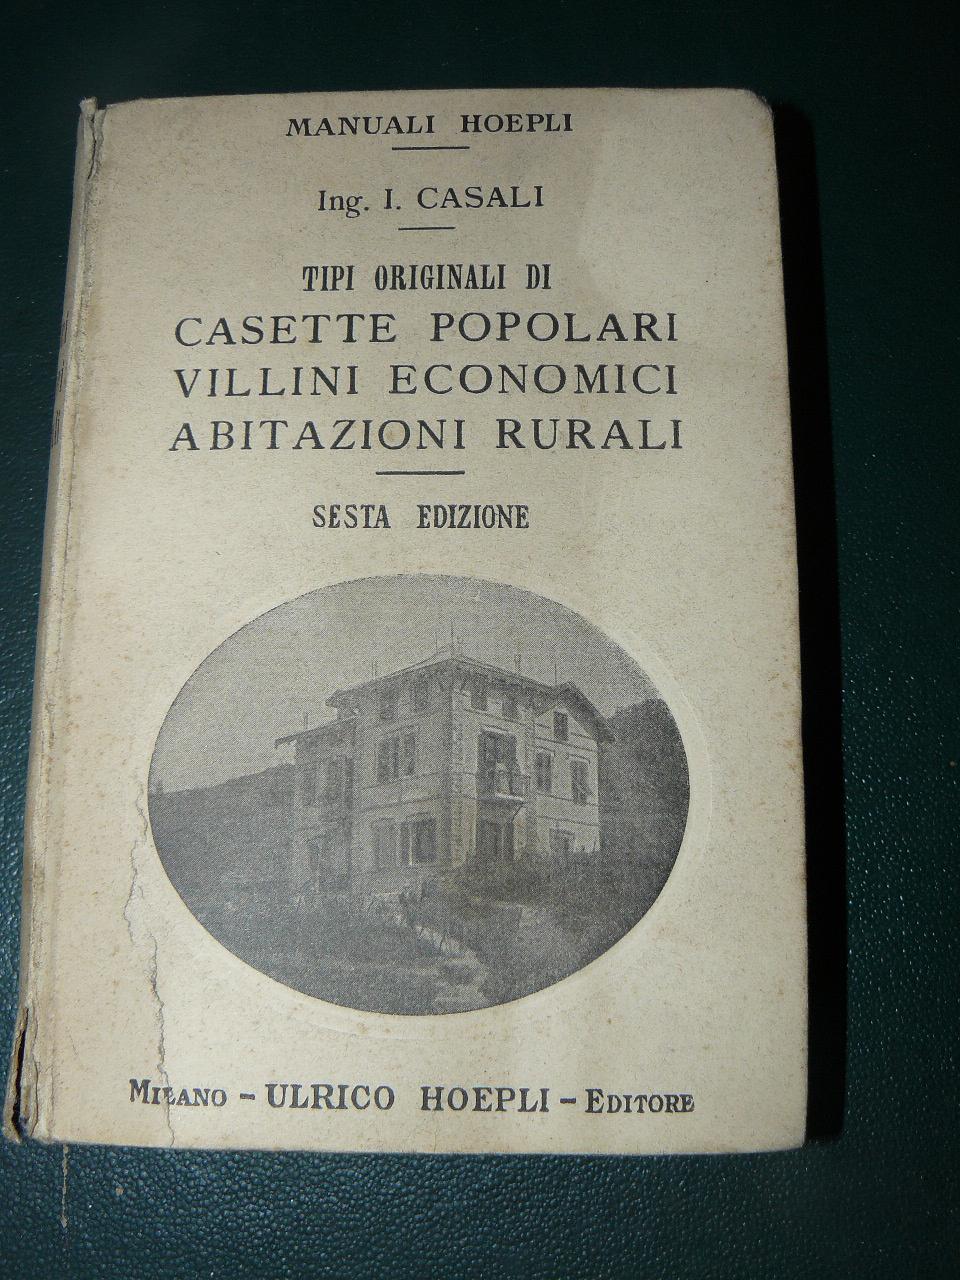 MANUALI HOEPLI
Ing. I. CASALI
TIPI ORIGINALI DI
CASETTE POPOLARI
VILLINI ECONOMICI
ABITAZIONI RURALI
SESTA EDIZIONE
MILANO - ULRICO HOEPLI - EDITORE